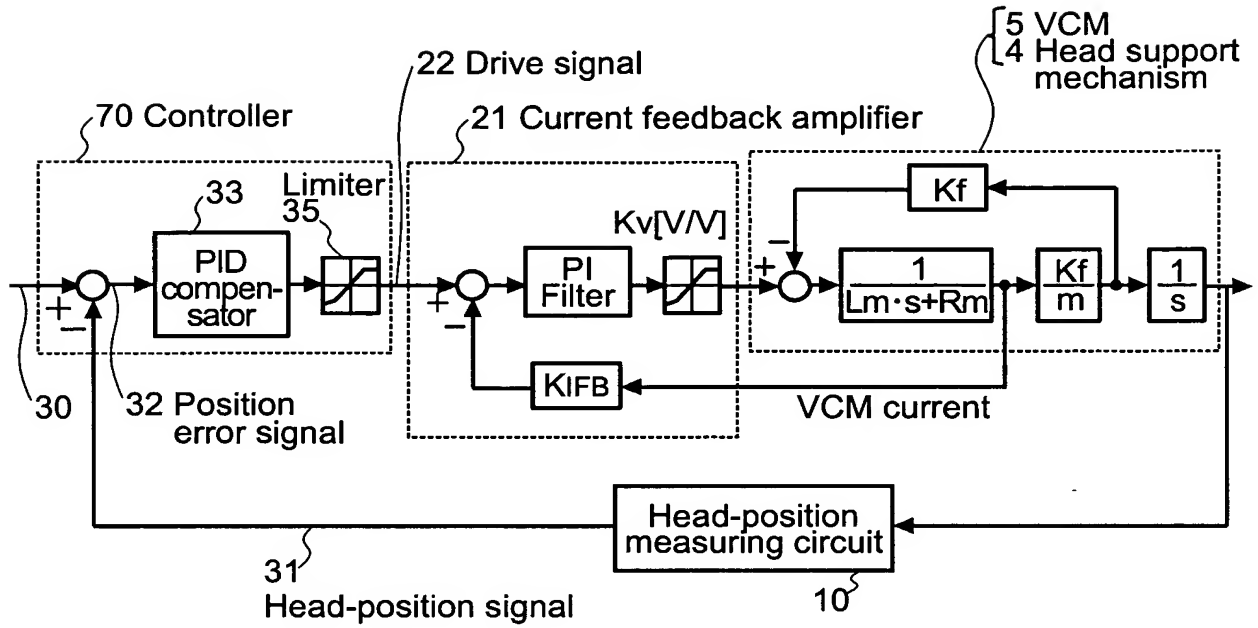 5 VCM
4 Head support
mechanism
22 Drive signal
70 Controller
21 Current feedback amplifier
33
Limiter
35
Kv[V/V]
Kf
PID
compen-
sator
PI
Filter
1
Lm·s+Rm
Kf
m
1
s
+
−
+
−
+
−
KIFB
VCM current
30
32 Position
error signal
Head-position
measuring circuit
31
Head-position signal
10